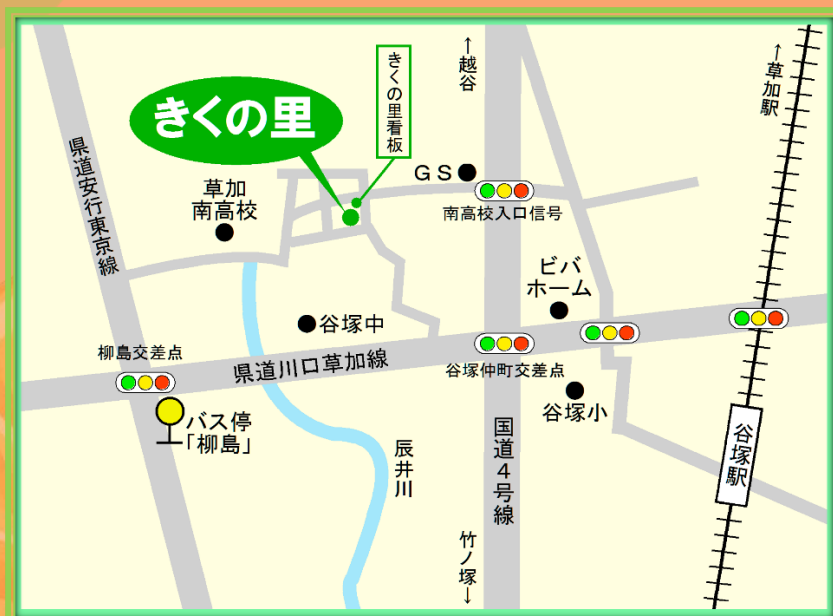 きくの里
きくの里看板
↑越谷
↑草加駅
県道安行東京線
草加
南高校
GS
南高校入口信号
ビバ
ホーム
谷塚中
柳島交差点
県道川口草加線
谷塚仲町交差点
谷塚小
バス停
「柳島」
辰井川
国道4号線
谷塚駅
竹ノ塚↓